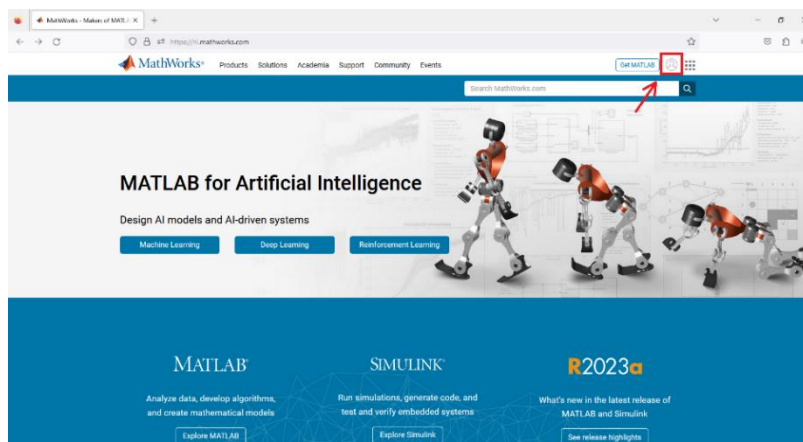 MathWorks - Makers of MATLAB
https://nl.mathworks.com
MathWorks®
Products Solutions Academia Support Community Events
Get MATLAB
Search MathWorks.com
MATLAB for Artificial Intelligence
Design AI models and AI-driven systems
Machine Learning Deep Learning Reinforcement Learning
MATLAB® SIMULINK® R2023a
Analyze data, develop algorithms,
and create mathematical models
Run simulations, generate code, and
test and verify embedded systems
What's new in the latest release of
MATLAB and Simulink
Explore MATLAB Explore Simulink See release highlights